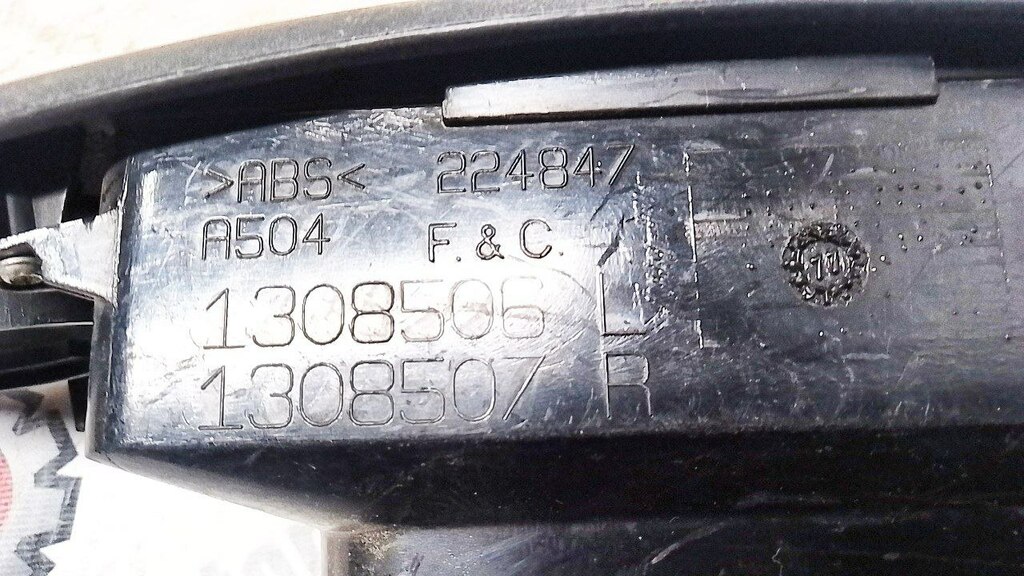 >ABS< 224847
A504 F. & C.
1308506 L
1308507 R